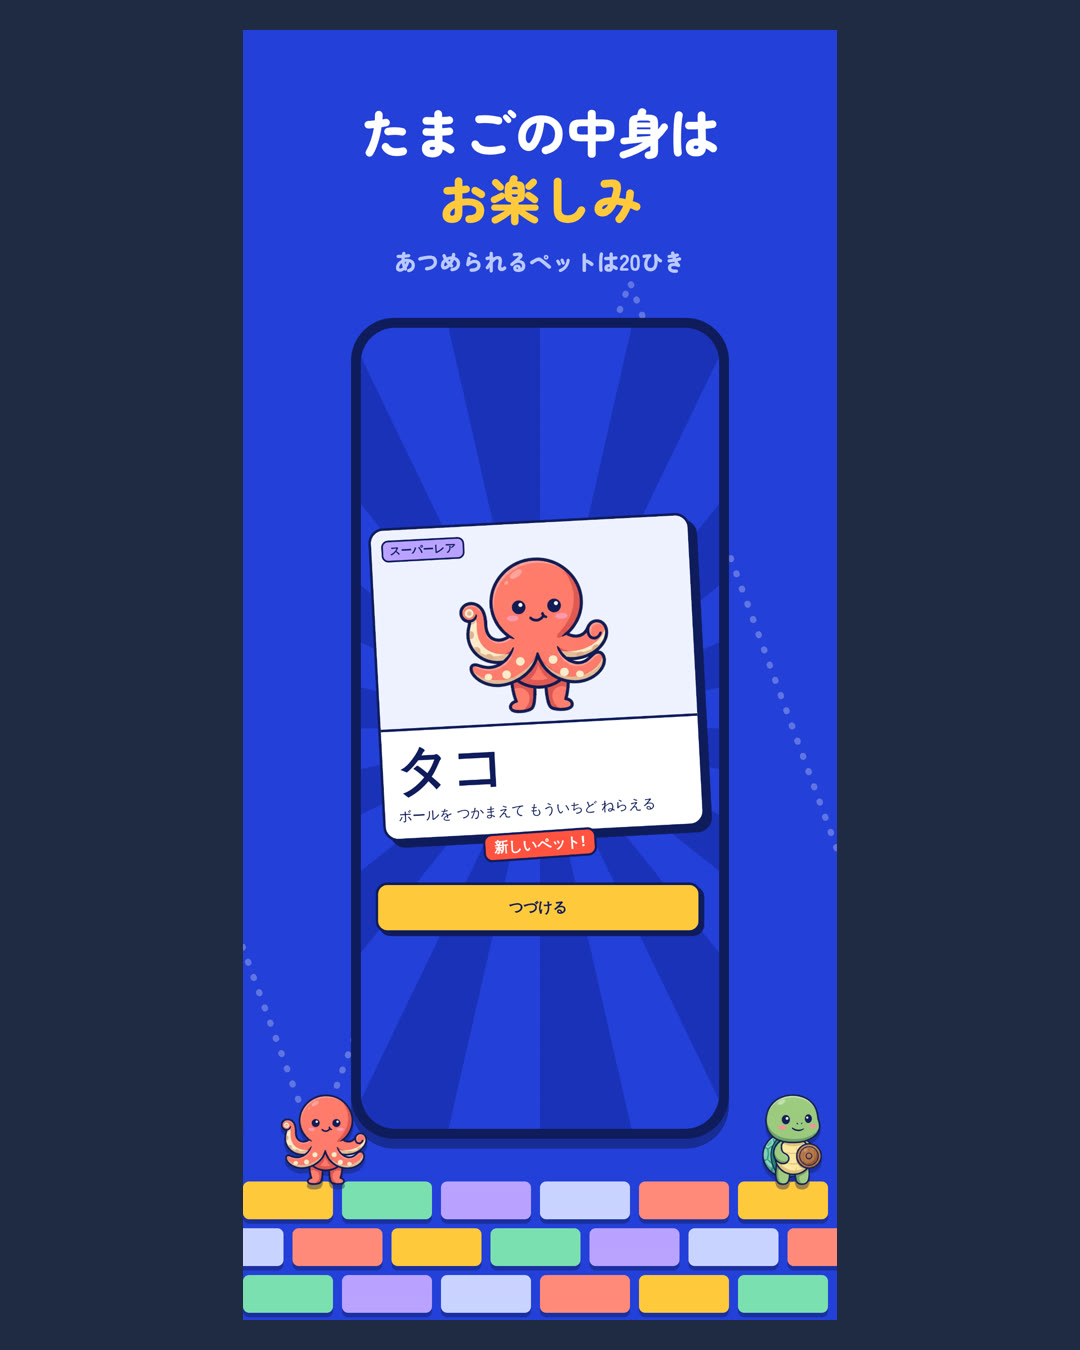 たまごの中身は
お楽しみ
あつめられるペットは20ひき
スーパーレア
タコ
ボールを つかまえて もういちど ねらえる
新しいペット!
つづける